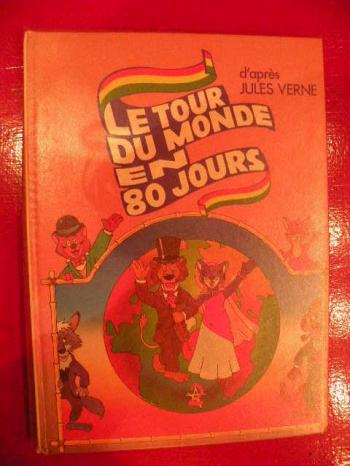 d'après
JULES VERNE
LE TOUR
DU MONDE
EN
80 JOURS